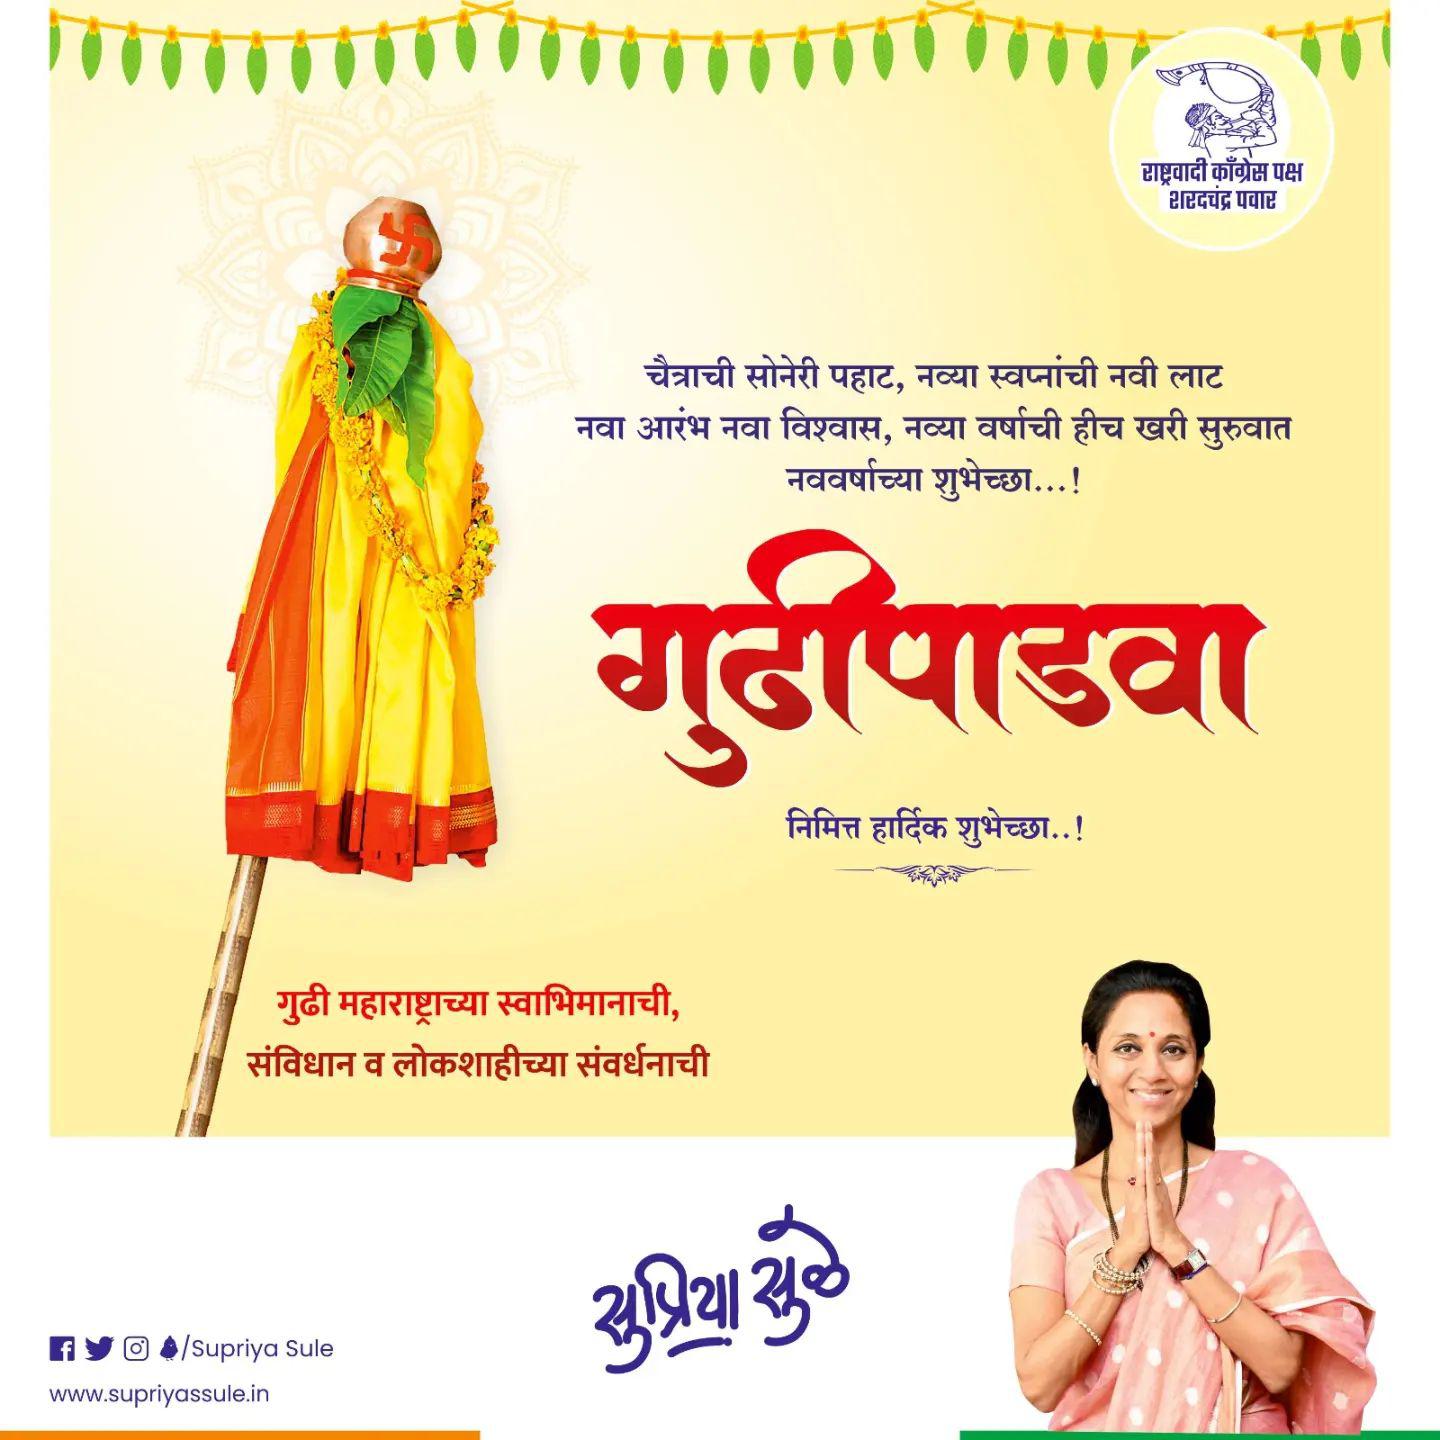 राष्ट्रवादी काँग्रेस पक्ष
शरदचंद्र पवार
चैत्राची सोनेरी पहाट, नव्या स्वप्नांची नवी लाट
नवा आरंभ नवा विश्वास, नव्या वर्षाची हीच खरी सुरुवात
नववर्षाच्या शुभेच्छा...!
गुढीपाडवा
निमित्त हार्दिक शुभेच्छा..!
गुढी महाराष्ट्राच्या स्वाभिमानाची,
संविधान व लोकशाहीच्या संवर्धनाची
सुप्रिया सुळे
/Supriya Sule
www.supriyassule.in